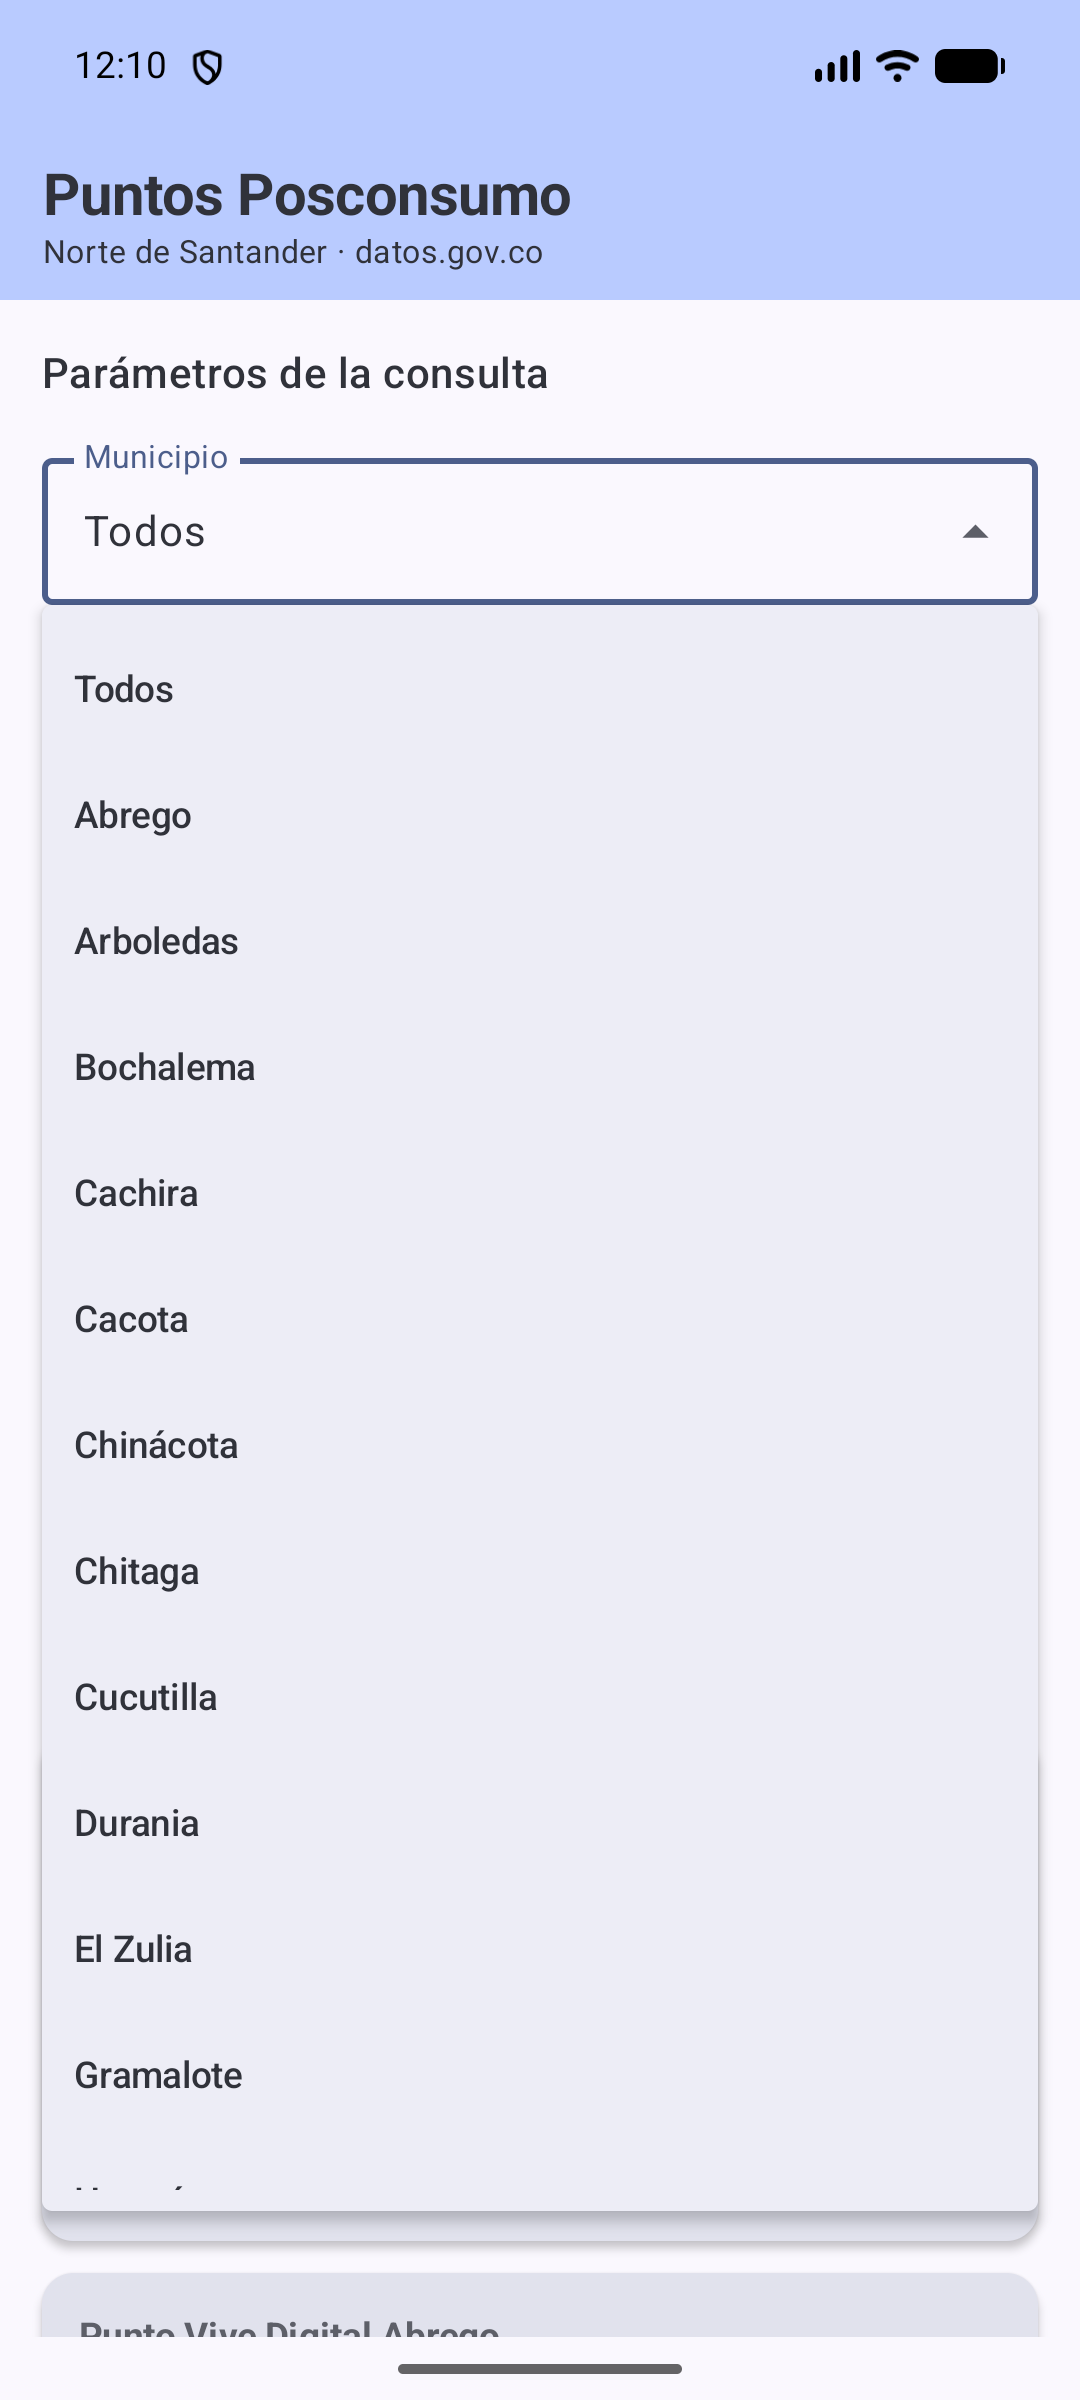 12:10
Puntos Posconsumo
Norte de Santander · datos.gov.co
Parámetros de la consulta
Municipio
Todos
Todos
Abrego
Arboledas
Bochalema
Cachira
Cacota
Chinácota
Chitaga
Cucutilla
Durania
El Zulia
Gramalote
Punto Vive Digital Abrego